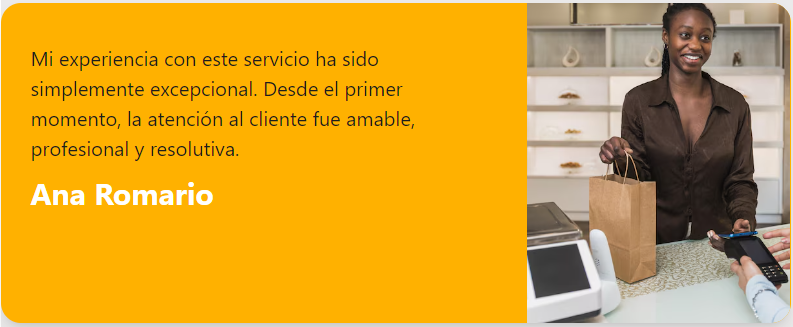 Mi experiencia con este servicio ha sido
simplemente excepcional. Desde el primer
momento, la atención al cliente fue amable,
profesional y resolutiva.
Ana Romario